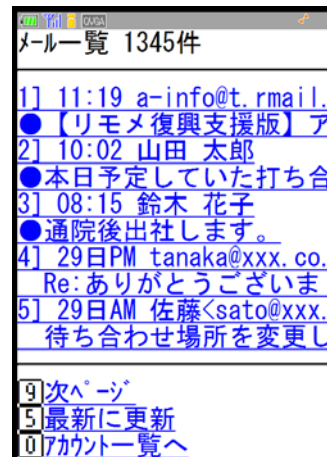 QVGA
メール一覧 1345件
1] 11:19 a-info@t.rmail.
●【リモメ復興支援版】ア
2] 10:02 山田 太郎
●本日予定していた打ち合
3] 08:15 鈴木 花子
●通院後出社します。
4] 29日PM tanaka@xxx.co.
Re:ありがとうございま
5] 29日AM 佐藤<sato@xxx.
待ち合わせ場所を変更し
9次ページ
5最新に更新
0アカウント一覧へ